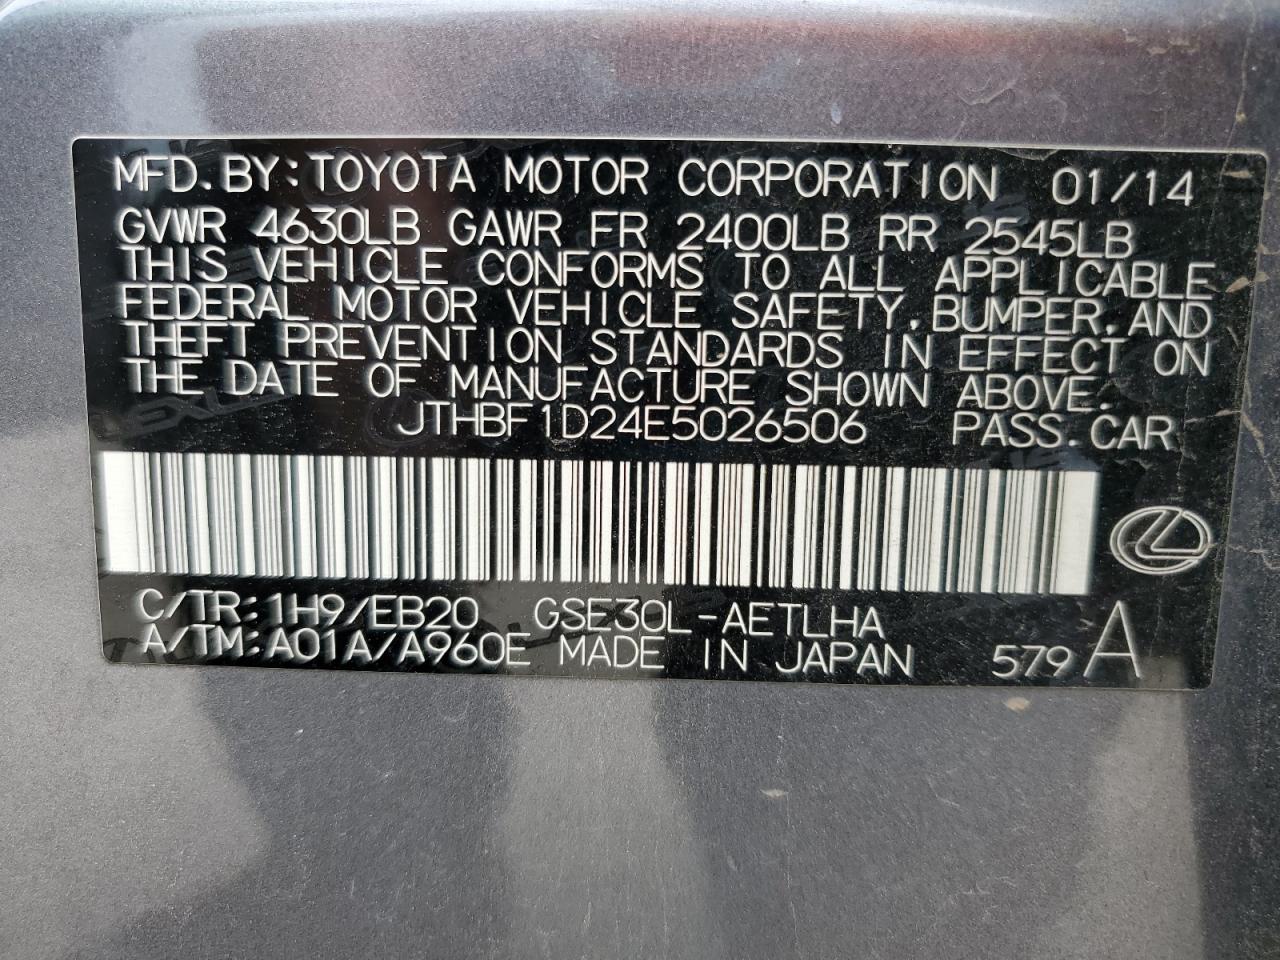 MFD. BY: TOYOTA MOTOR CORPORATION 01/14
GVWR 4630LB GAWR FR 2400LB RR 2545LB
THIS VEHICLE CONFORMS TO ALL APPLICABLE
FEDERAL MOTOR VEHICLE SAFETY, BUMPER, AND
THEFT PREVENTION STANDARDS IN EFFECT ON
THE DATE OF MANUFACTURE SHOWN ABOVE.
JTHBF1D24E5026506 PASS. CAR
C/TR: 1H9/EB20 GSE30L-AETLHA
A/TM: A01A/A960E MADE IN JAPAN 579 A